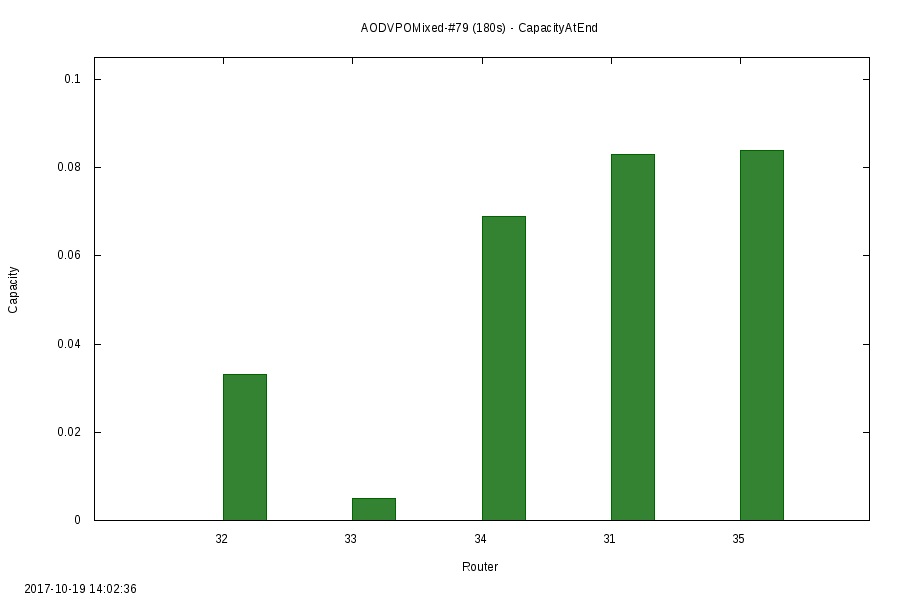 AODVPOMixed-#79 (180s) - CapacityAtEnd
0.1
0.08
0.06
0.04
0.02
0
Capacity
32 33 34 31 35
Router
2017-10-19 14:02:36